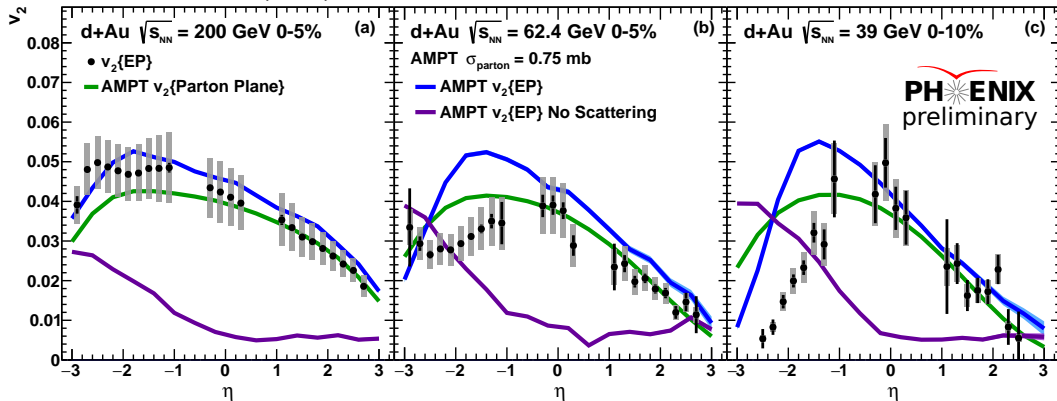 v₂
d+Au √s_NN = 200 GeV 0-5% (a)
v₂{EP}
AMPT v₂{Parton Plane}
d+Au √s_NN = 62.4 GeV 0-5% (b)
AMPT σ_parton = 0.75 mb
AMPT v₂{EP}
AMPT v₂{EP} No Scattering
d+Au √s_NN = 39 GeV 0-10% (c)
PHENIX
preliminary
0.08
0.07
0.06
0.05
0.04
0.03
0.02
0.01
0
−3 −2 −1 0 1 2 3
−3 −2 −1 0 1 2 3
−3 −2 −1 0 1 2 3
η
η
η